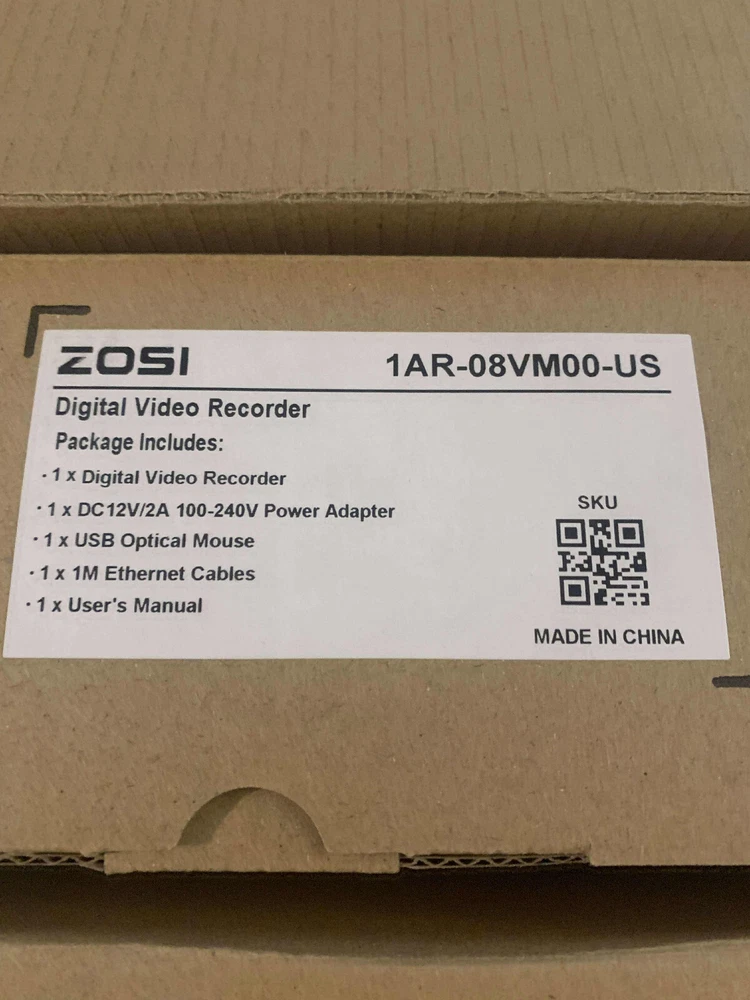 ZOSI
1AR-08VM00-US
Digital Video Recorder
Package Includes:
· 1 x Digital Video Recorder
· 1 x DC12V/2A 100-240V Power Adapter
· 1 x USB Optical Mouse
· 1 x 1M Ethernet Cables
· 1 x User's Manual
SKU
MADE IN CHINA